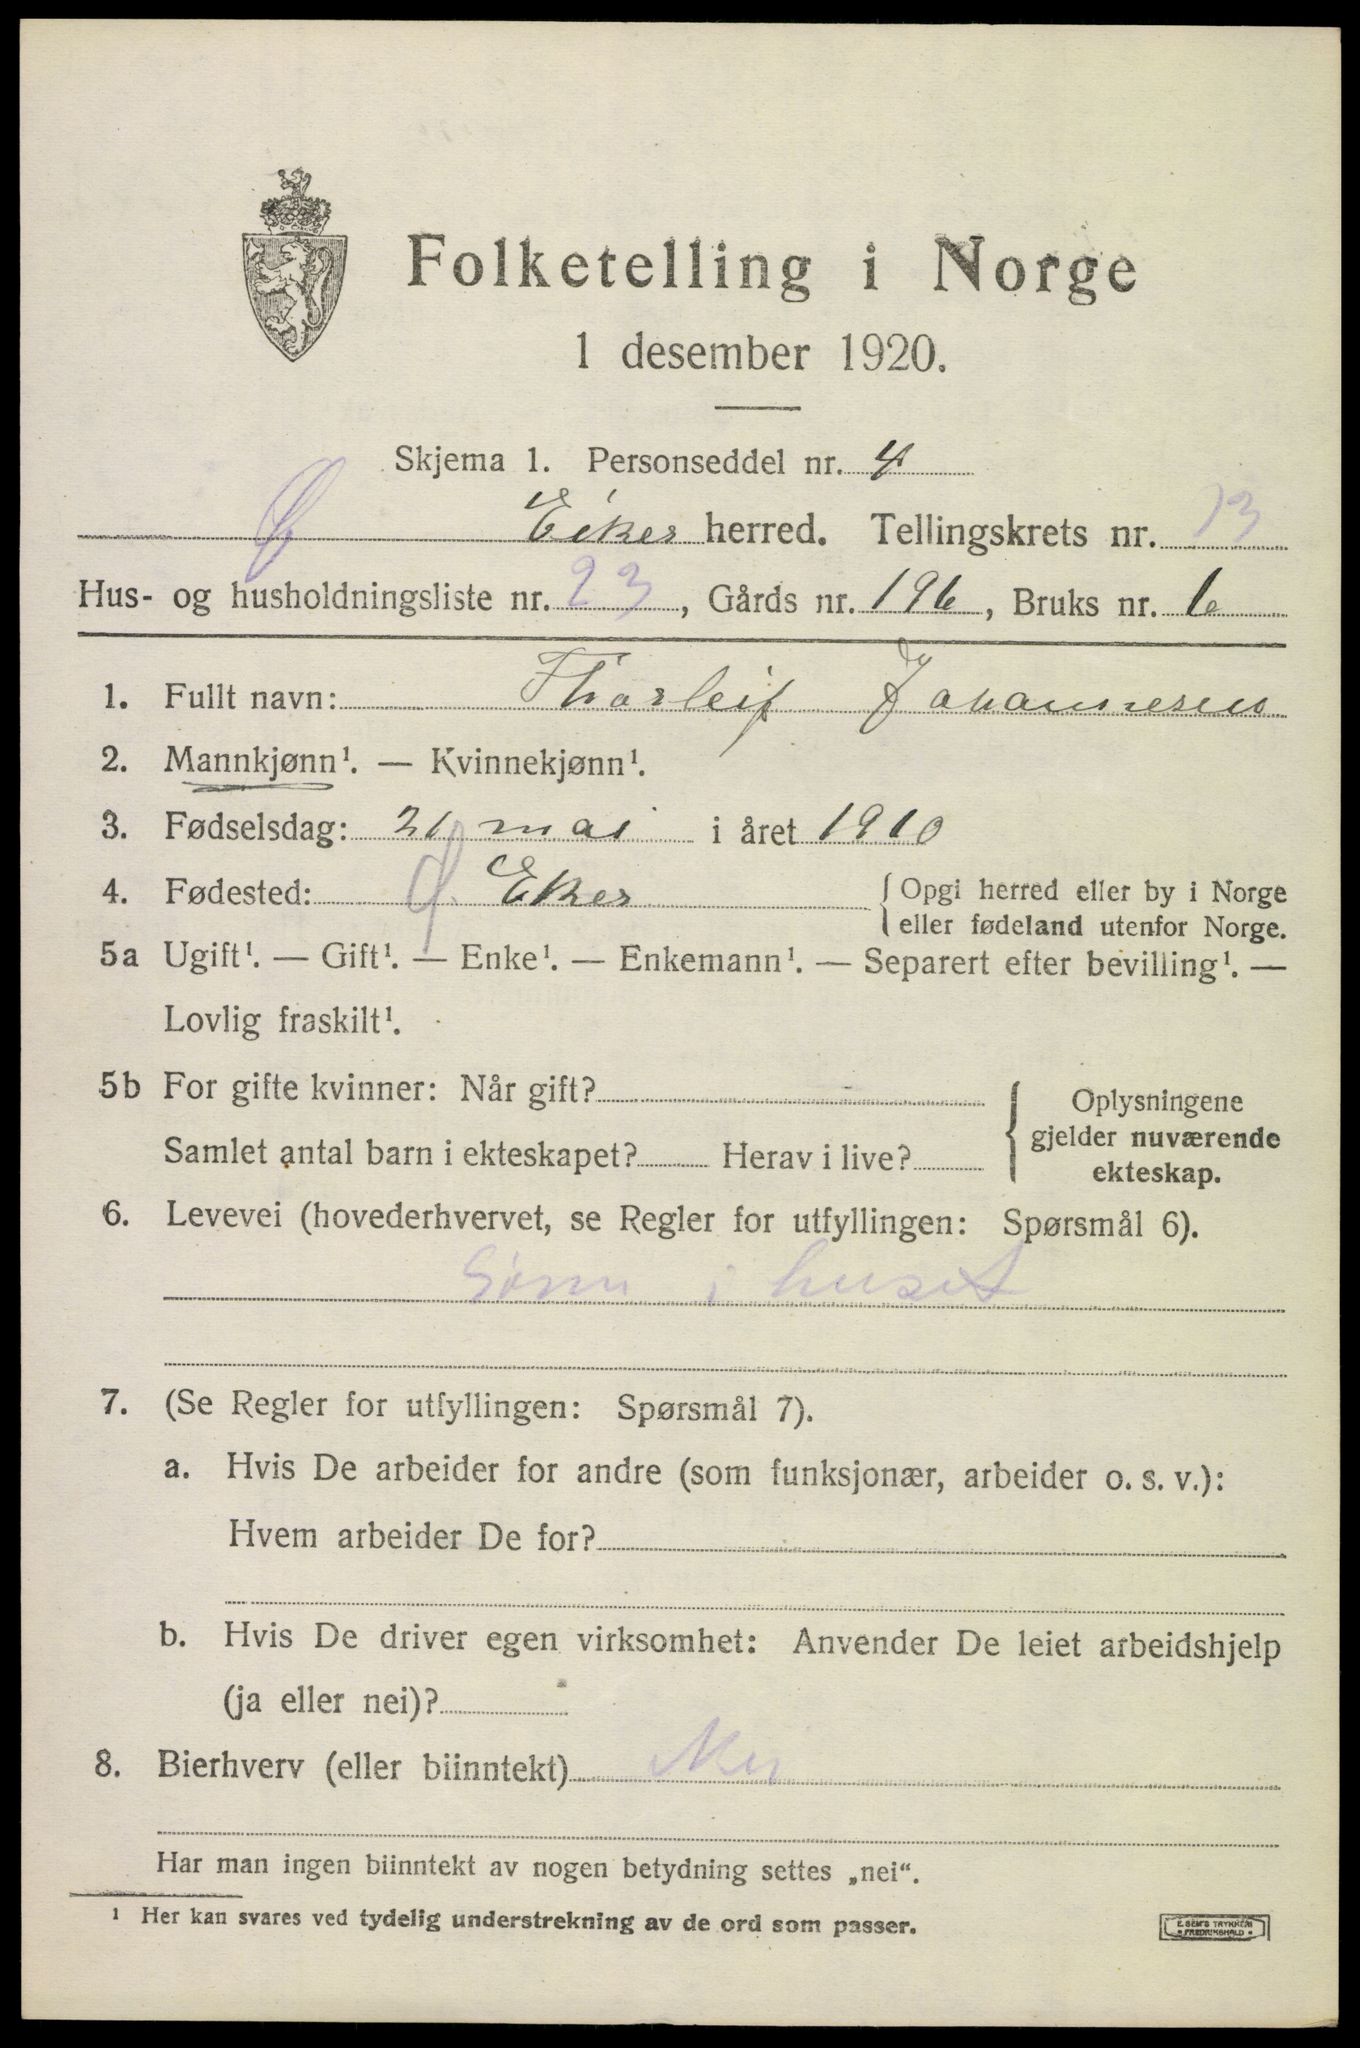 Folketelling i Norge
1 desember 1920.
Skjema 1. Personseddel nr. 4
Ø Eiker herred. Tellingskrets nr. 13
Hus- og husholdningsliste nr. 23, Gårds nr. 196, Bruks nr. 6
1. Fullt navn: Thorleif Johannesen
2. Mannkjønn¹. — Kvinnekjønn¹.
3. Fødselsdag: 21 mai i året 1910
4. Fødested: Ø. Eker { Opgi herred eller by i Norge
eller fødeland utenfor Norge.
5a Ugift¹. — Gift¹. — Enke¹. — Enkemann¹. — Separert efter bevilling¹. —
Lovlig fraskilt¹.
5b For gifte kvinner: Når gift? { Oplysningene
gjelder nuværende
Samlet antal barn i ekteskapet? Herav i live?
ekteskap.
6. Levevei (hovederhvervet, se Regler for utfyllingen: Spørsmål 6).
Sønn i huset
7. (Se Regler for utfyllingen: Spørsmål 7).
a. Hvis De arbeider for andre (som funksjonær, arbeider o. s. v.):
Hvem arbeider De for?
b. Hvis De driver egen virksomhet: Anvender De leiet arbeidshjelp
(ja eller nei)?
8. Bierhverv (eller biinntekt) Nei
Har man ingen biinntekt av nogen betydning settes „nei“.
¹ Her kan svares ved tydelig understrekning av de ord som passer.
E. SEM'S TRYKKERI
• FREDRIKSHALD •